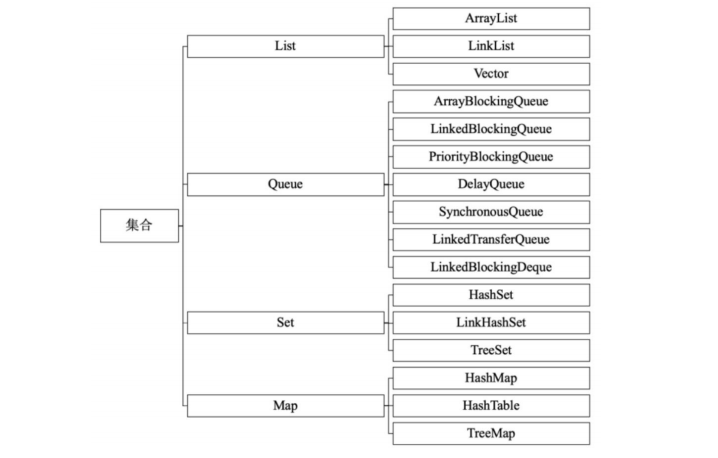 集合
List
ArrayList
LinkList
Vector
Queue
ArrayBlockingQueue
LinkedBlockingQueue
PriorityBlockingQueue
DelayQueue
SynchronousQueue
LinkedTransferQueue
LinkedBlockingDeque
Set
HashSet
LinkHashSet
TreeSet
Map
HashMap
HashTable
TreeMap